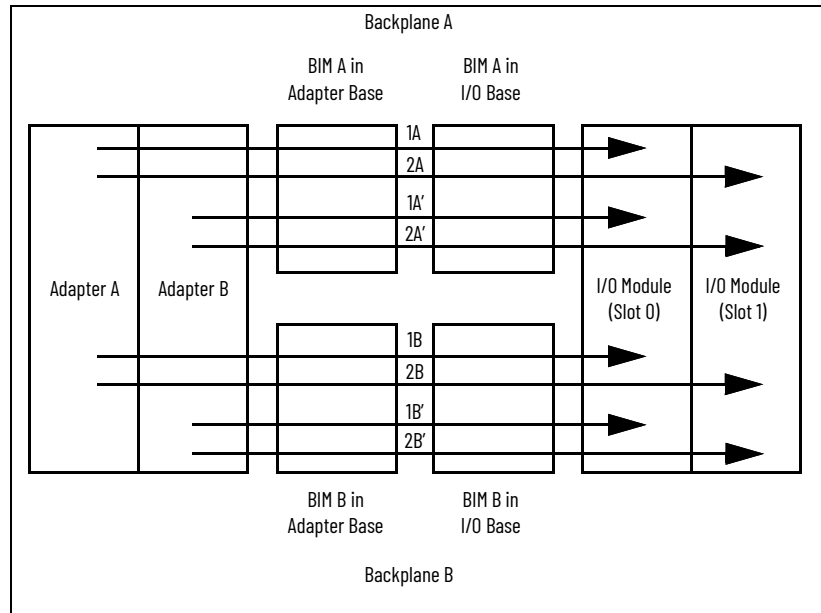 Backplane A
BIM A in
Adapter Base
BIM A in
I/O Base
1A
2A
1A’
2A’
Adapter A
Adapter B
I/O Module
(Slot 0)
I/O Module
(Slot 1)
1B
2B
1B’
2B’
BIM B in
Adapter Base
BIM B in
I/O Base
Backplane B